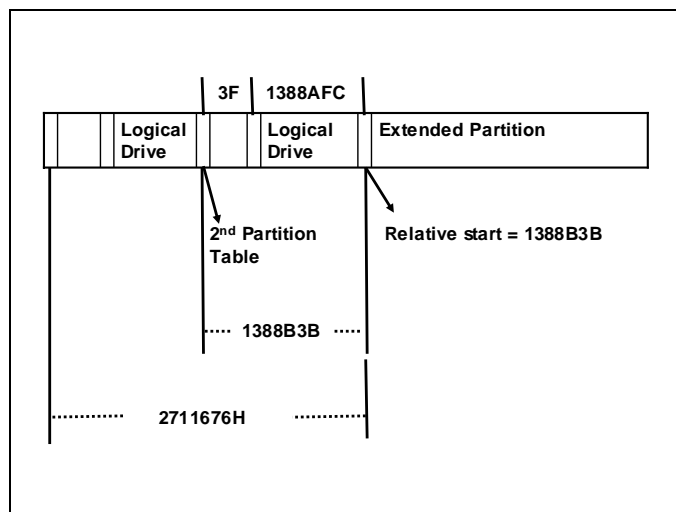 3F 1388AFC
Logical Drive
Logical Drive
Extended Partition
2nd Partition Table
Relative start = 1388B3B
1388B3B
2711676H